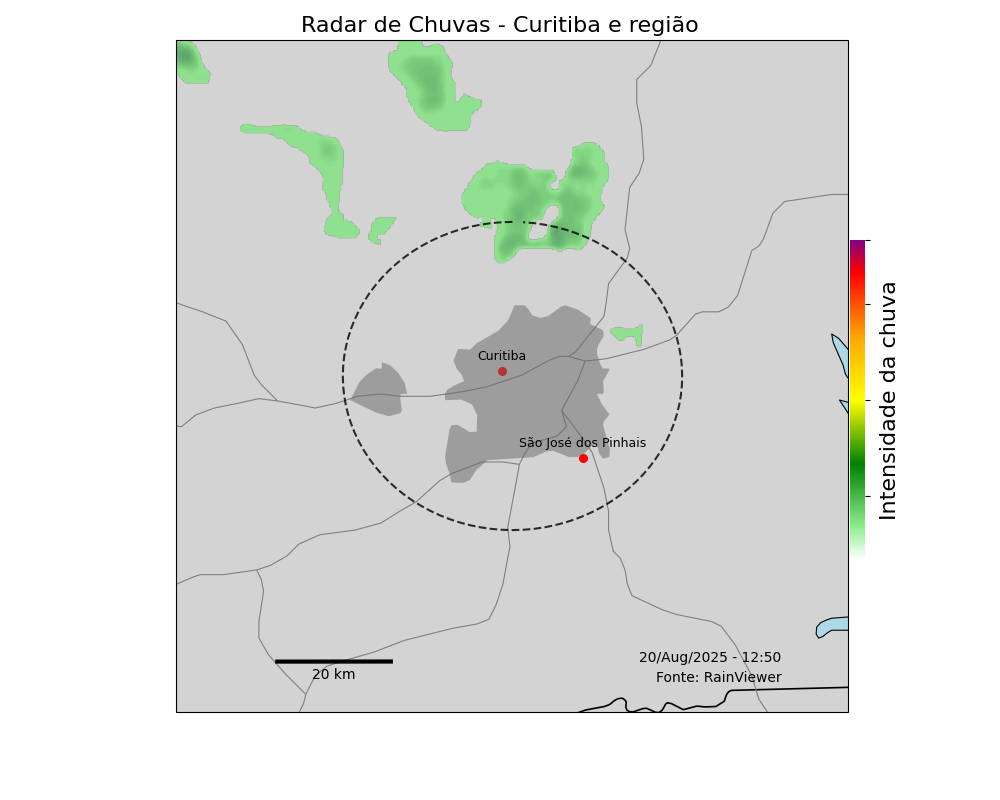 Radar de Chuvas - Curitiba e região
Curitiba
São José dos Pinhais
Intensidade da chuva
20/Aug/2025 - 12:50
Fonte: RainViewer
20 km